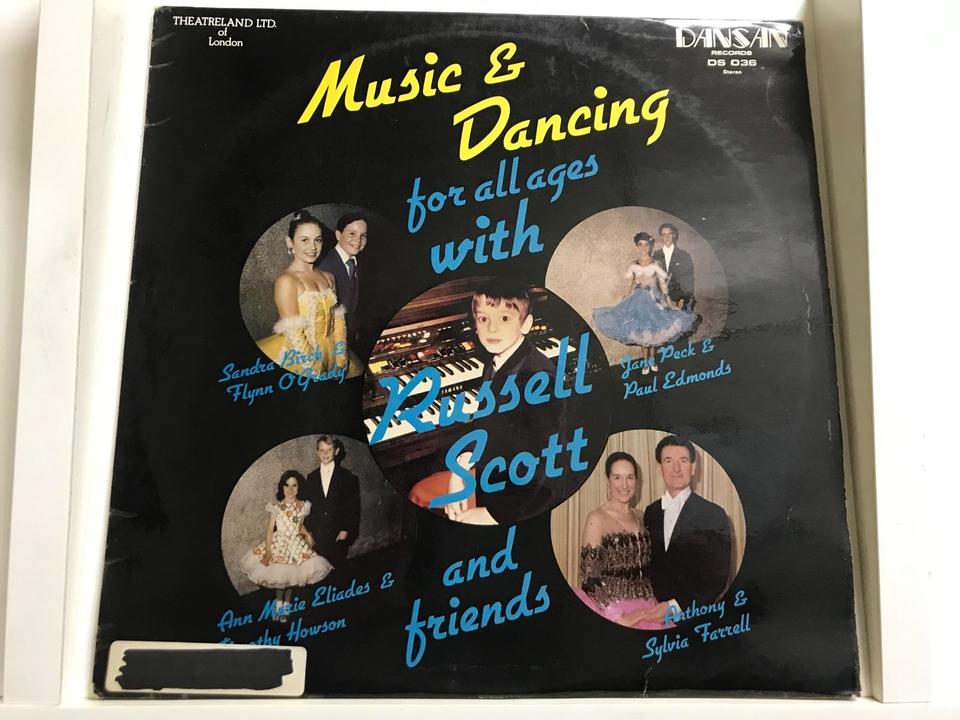 THEATRELAND LTD.
of
London
DANSAN
RECORDS
DS 036
Stereo
Music &
Dancing
for all ages
with
Sandra Birch &
Flynn O'Grady
Jane Peck &
Paul Edmonds
YAMAHA
Russell
Scott
and
friends
Ann Marie Eliades &
Howson
Anthony &
Sylvia Farrell